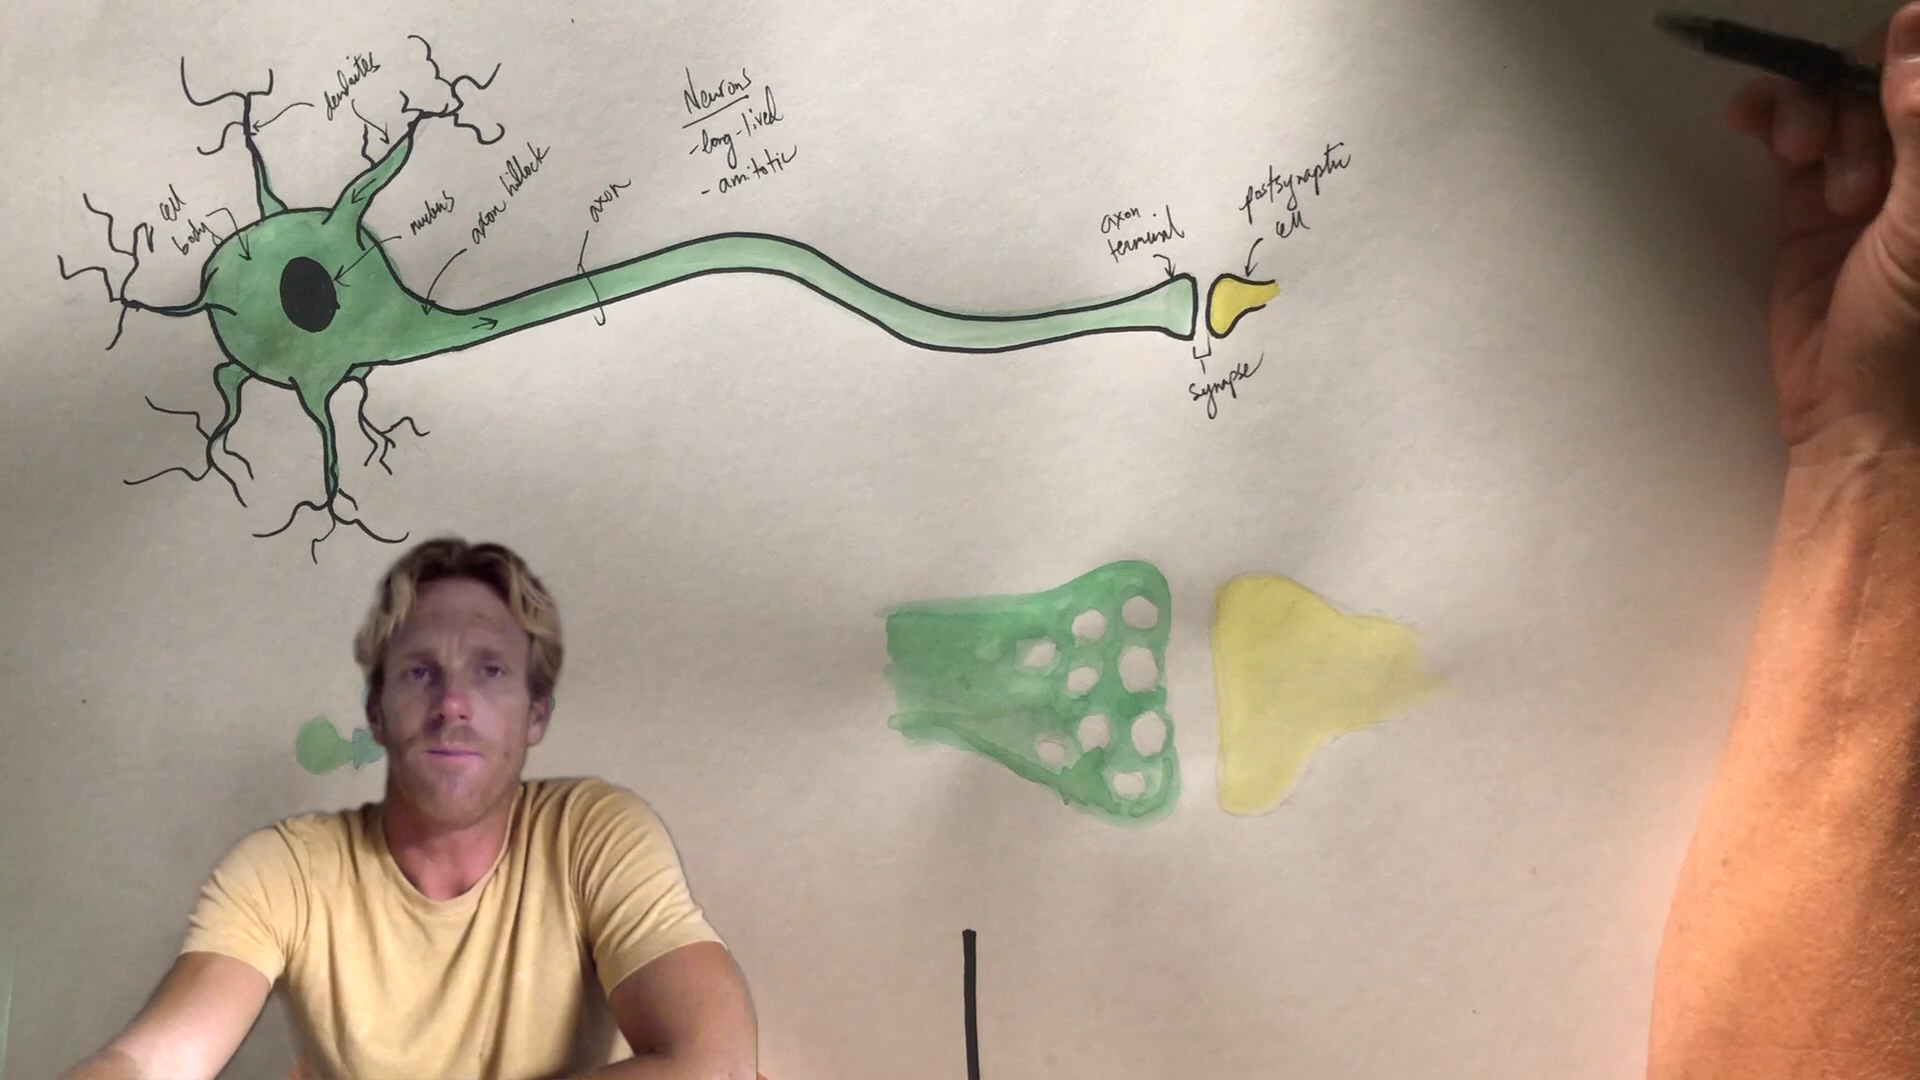 dendrites
Neurons
-long-lived
- amitotic
cell
body
nucleus
axon hillock
axon
axon
terminal
postsynaptic
cell
synapse